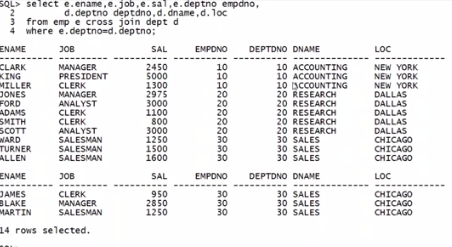 SQL> select e.ename,e.job,e.sal,e.deptno empdno,
2 d.deptno deptdno,d.dname,d.loc
3 from emp e cross join dept d
4 where e.deptno=d.deptno;
ENAME JOB SAL EMPDNO DEPTDNO DNAME LOC
---------- --------- ---------- ---------- ---------- -------------- -------------
CLARK MANAGER 2450 10 10 ACCOUNTING NEW YORK
KING PRESIDENT 5000 10 10 ACCOUNTING NEW YORK
MILLER CLERK 1300 10 10 ACCOUNTING NEW YORK
JONES MANAGER 2975 20 20 RESEARCH DALLAS
FORD ANALYST 3000 20 20 RESEARCH DALLAS
ADAMS CLERK 1100 20 20 RESEARCH DALLAS
SMITH CLERK 800 20 20 RESEARCH DALLAS
SCOTT ANALYST 3000 20 20 RESEARCH DALLAS
WARD SALESMAN 1250 30 30 SALES CHICAGO
TURNER SALESMAN 1500 30 30 SALES CHICAGO
ALLEN SALESMAN 1600 30 30 SALES CHICAGO
ENAME JOB SAL EMPDNO DEPTDNO DNAME LOC
---------- --------- ---------- ---------- ---------- -------------- -------------
JAMES CLERK 950 30 30 SALES CHICAGO
BLAKE MANAGER 2850 30 30 SALES CHICAGO
MARTIN SALESMAN 1250 30 30 SALES CHICAGO
14 rows selected.